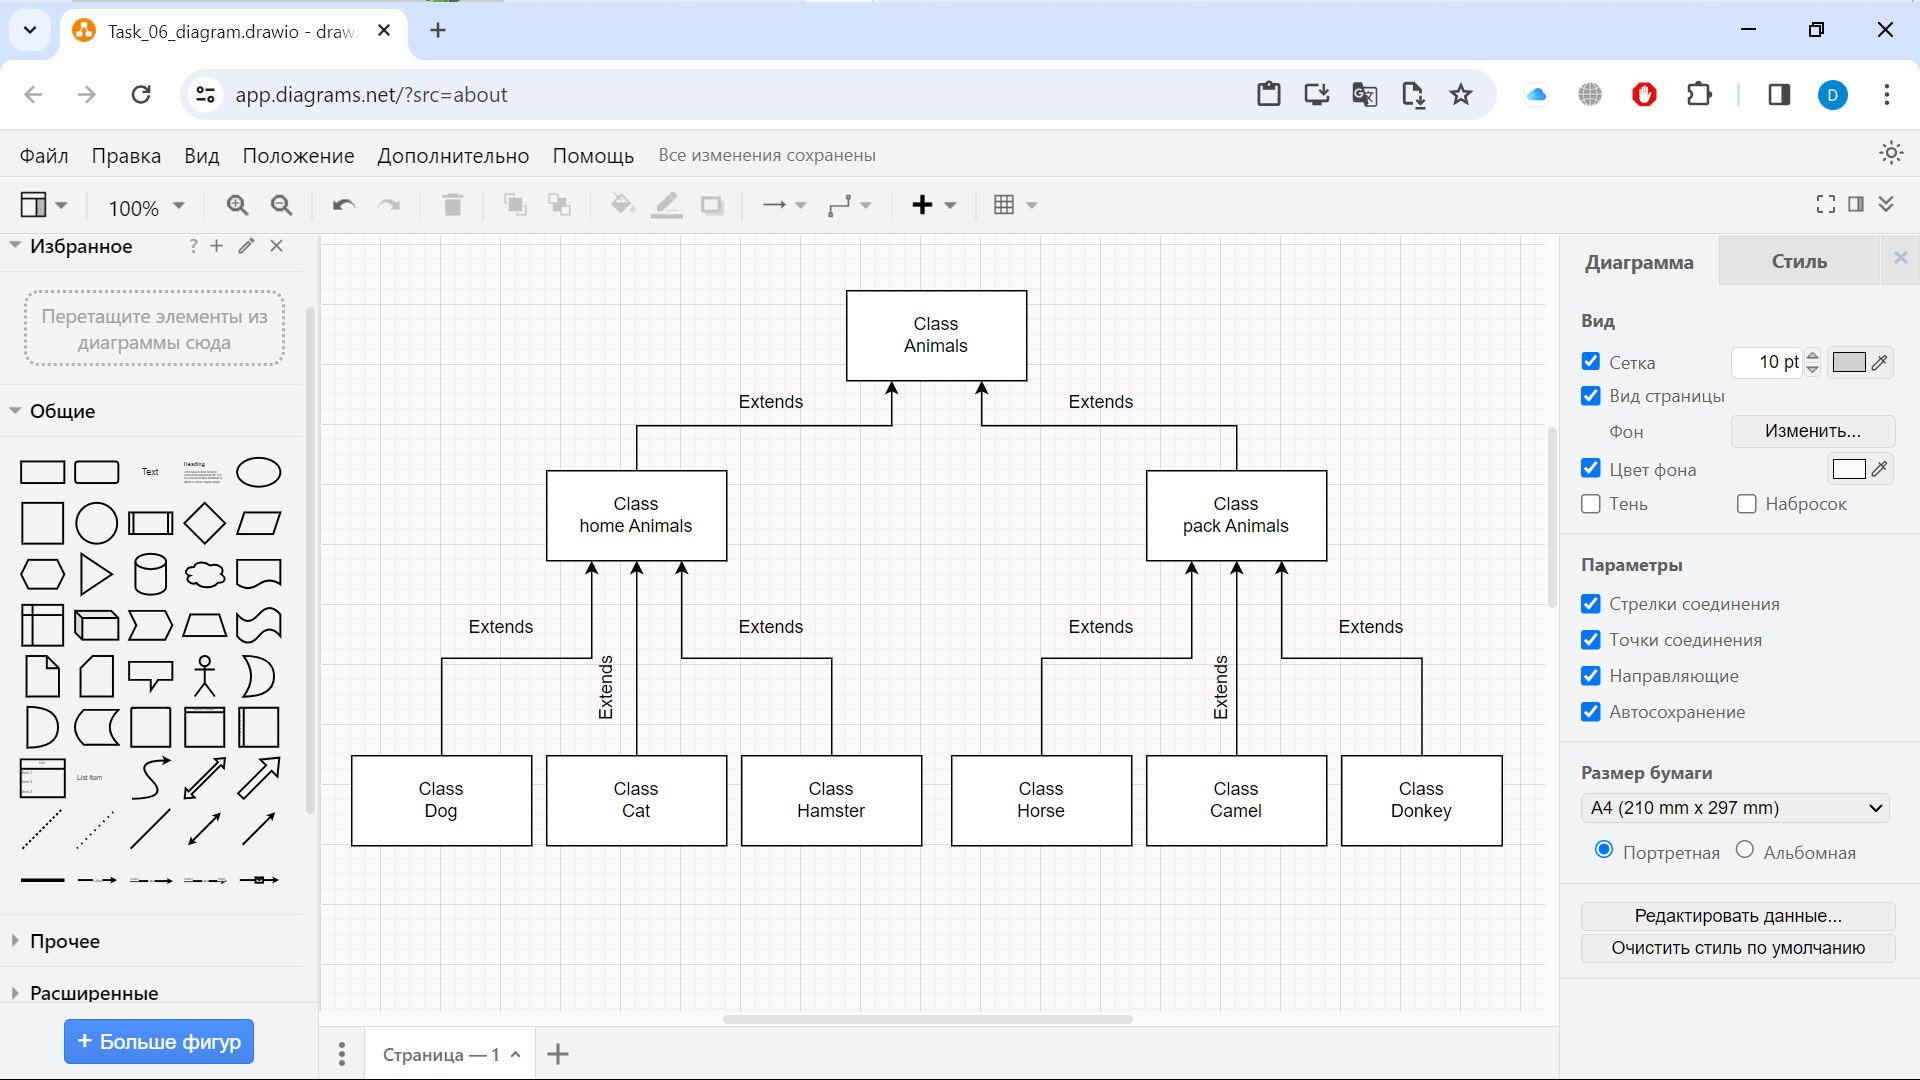 Task_06_diagram.drawio - draw.
app.diagrams.net/?src=about
Файл Правка Вид Положение Дополнительно Помощь Все изменения сохранены
100%
Избранное ?
Перетащите элементы из
диаграммы сюда
Общие
Text
Heading
List Item
Прочее
Расширенные
+ Больше фигур
Class
Animals
Extends
Extends
Class
home Animals
Class
pack Animals
Extends
Extends
Extends
Extends
Extends
Extends
Class
Dog
Class
Cat
Class
Hamster
Class
Horse
Class
Camel
Class
Donkey
Страница — 1
Диаграмма Стиль
Вид
Сетка 10 pt
Вид страницы
Фон Изменить...
Цвет фона
Тень Набросок
Параметры
Стрелки соединения
Точки соединения
Направляющие
Автосохранение
Размер бумаги
A4 (210 mm x 297 mm)
Портретная Альбомная
Редактировать данные...
Очистить стиль по умолчанию
D